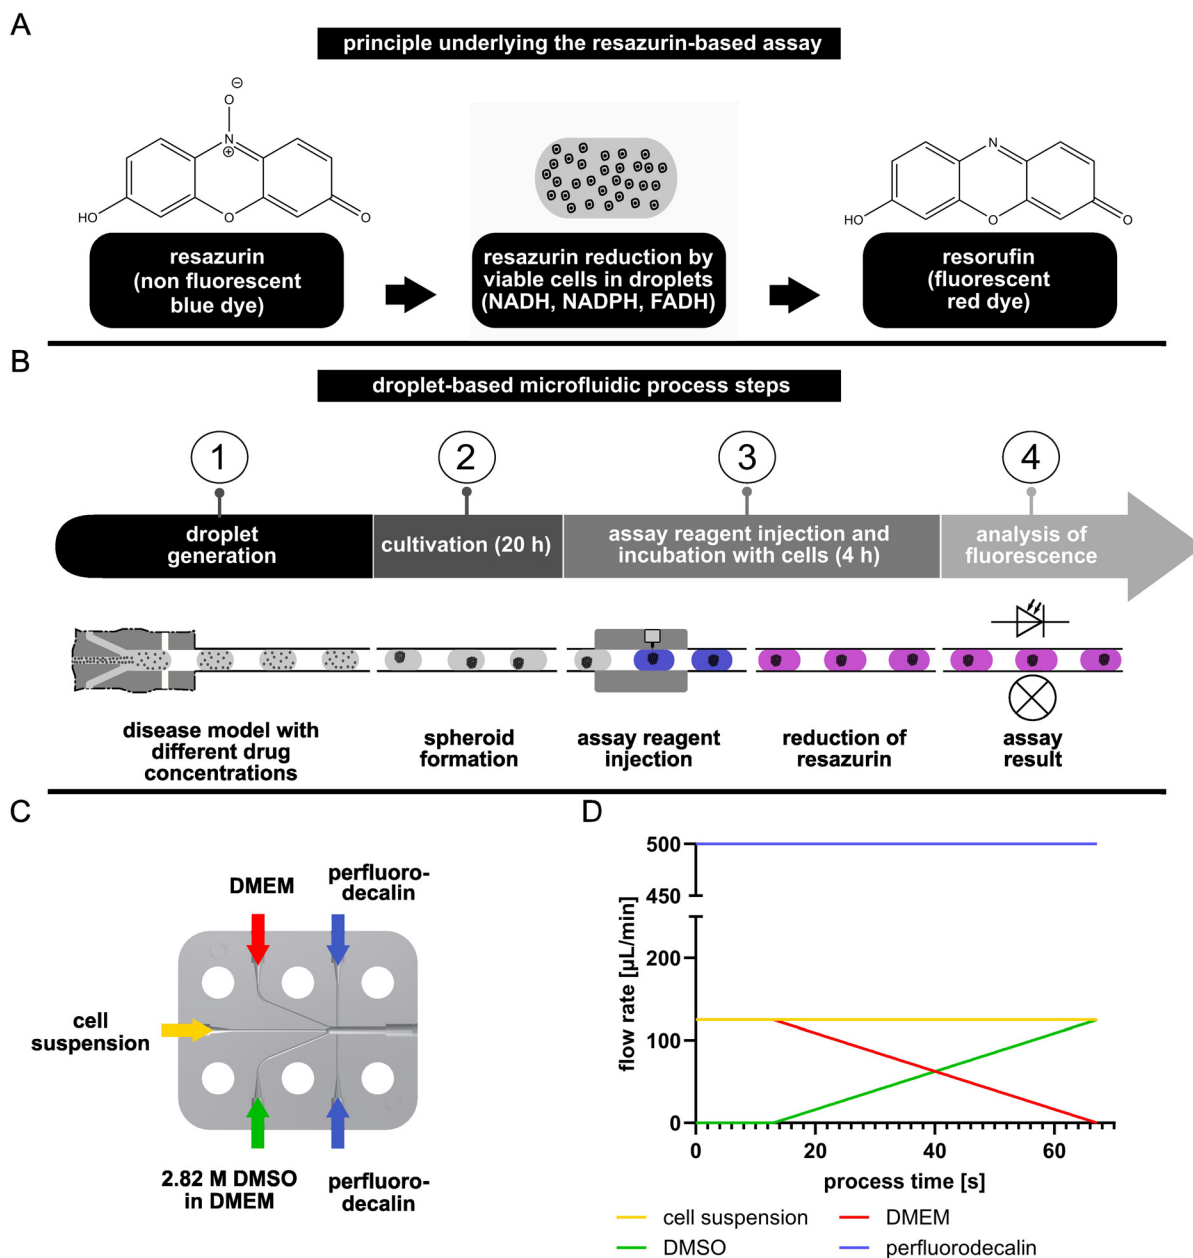 A
principle underlying the resazurin-based assay
O
⊖
N
⊕
HO
O
O
resazurin
(non fluorescent
blue dye)
resazurin reduction by
viable cells in droplets
(NADH, NADPH, FADH)
N
HO
O
O
resorufin
(fluorescent
red dye)
B
droplet-based microfluidic process steps
1
2
3
4
droplet
generation
cultivation (20 h)
assay reagent injection and
incubation with cells (4 h)
analysis of
fluorescence
disease model with
different drug
concentrations
spheroid
formation
assay reagent
injection
reduction of
resazurin
assay
result
C
DMEM
perfluoro-
decalin
cell
suspension
2.82 M DMSO
in DMEM
perfluoro-
decalin
D
flow rate [µL/min]
500
450
200
100
0
0
20
40
60
process time [s]
cell suspension
DMEM
DMSO
perfluorodecalin